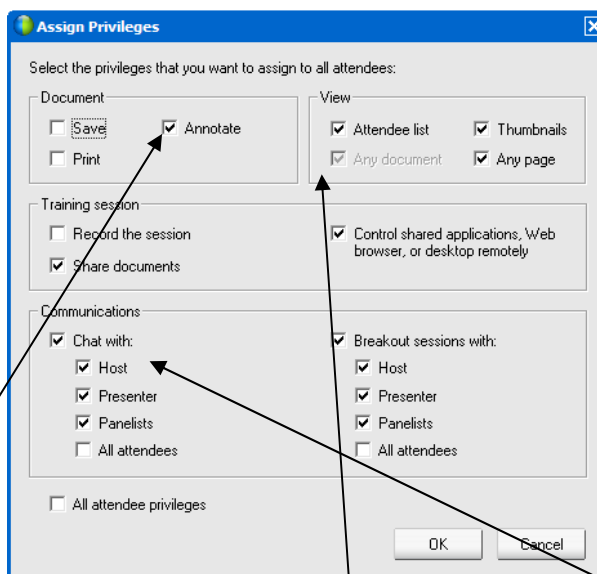 Assign Privileges
Select the privileges that you want to assign to all attendees:
Document
Save
Annotate
Print
View
Attendee list
Thumbnails
Any document
Any page
Training session
Record the session
Control shared applications, Web
browser, or desktop remotely
Share documents
Communications
Chat with:
Host
Presenter
Panelists
All attendees
Breakout sessions with:
Host
Presenter
Panelists
All attendees
All attendee privileges
OK
Cancel